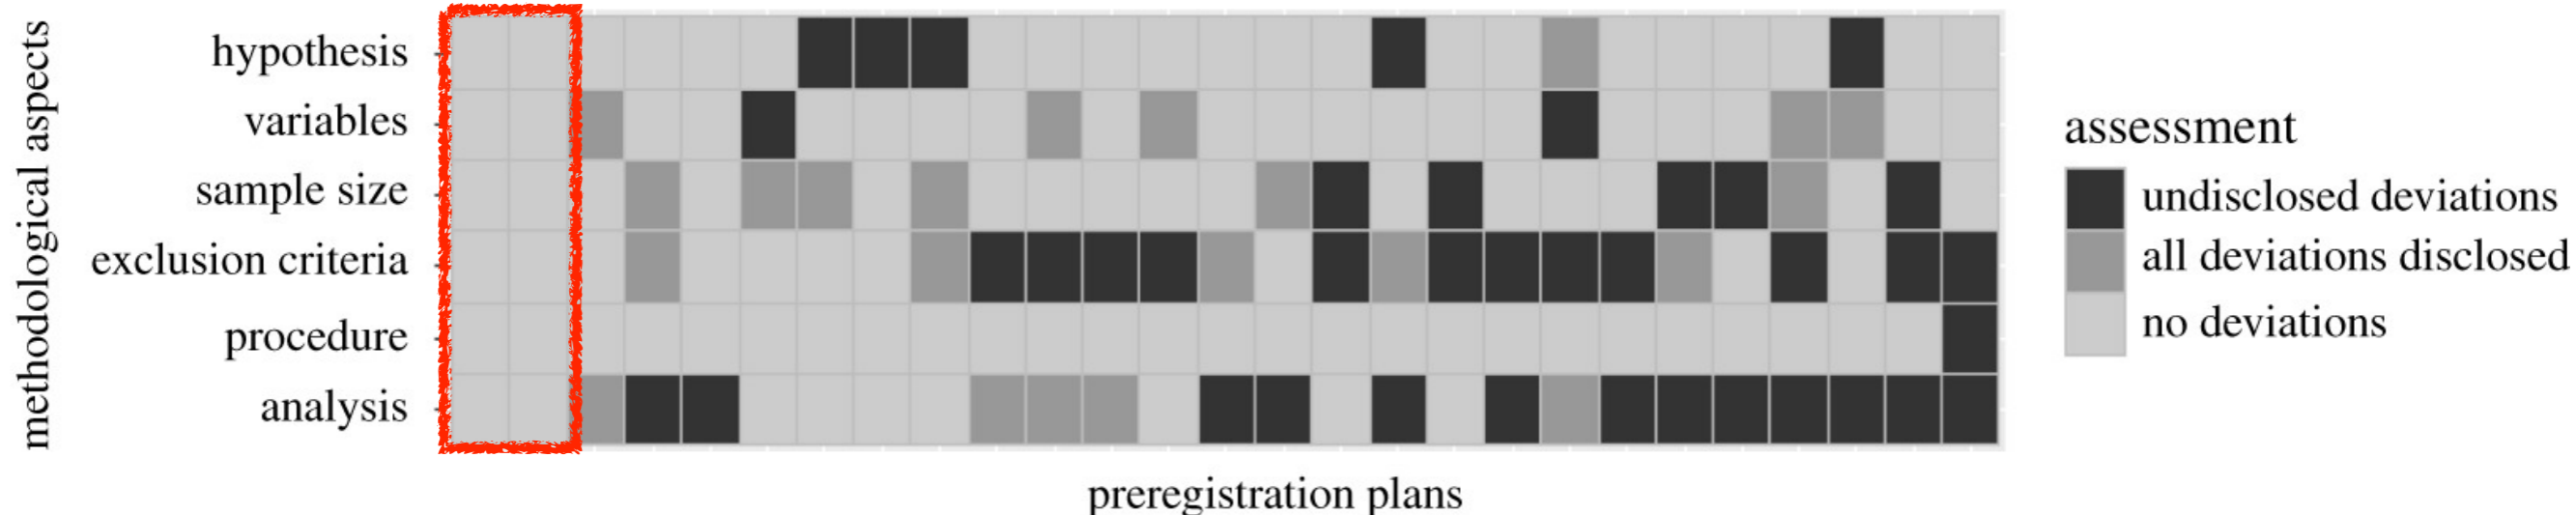 methodological aspects
hypothesis
variables
sample size
exclusion criteria
procedure
analysis
preregistration plans
assessment
undisclosed deviations
all deviations disclosed
no deviations